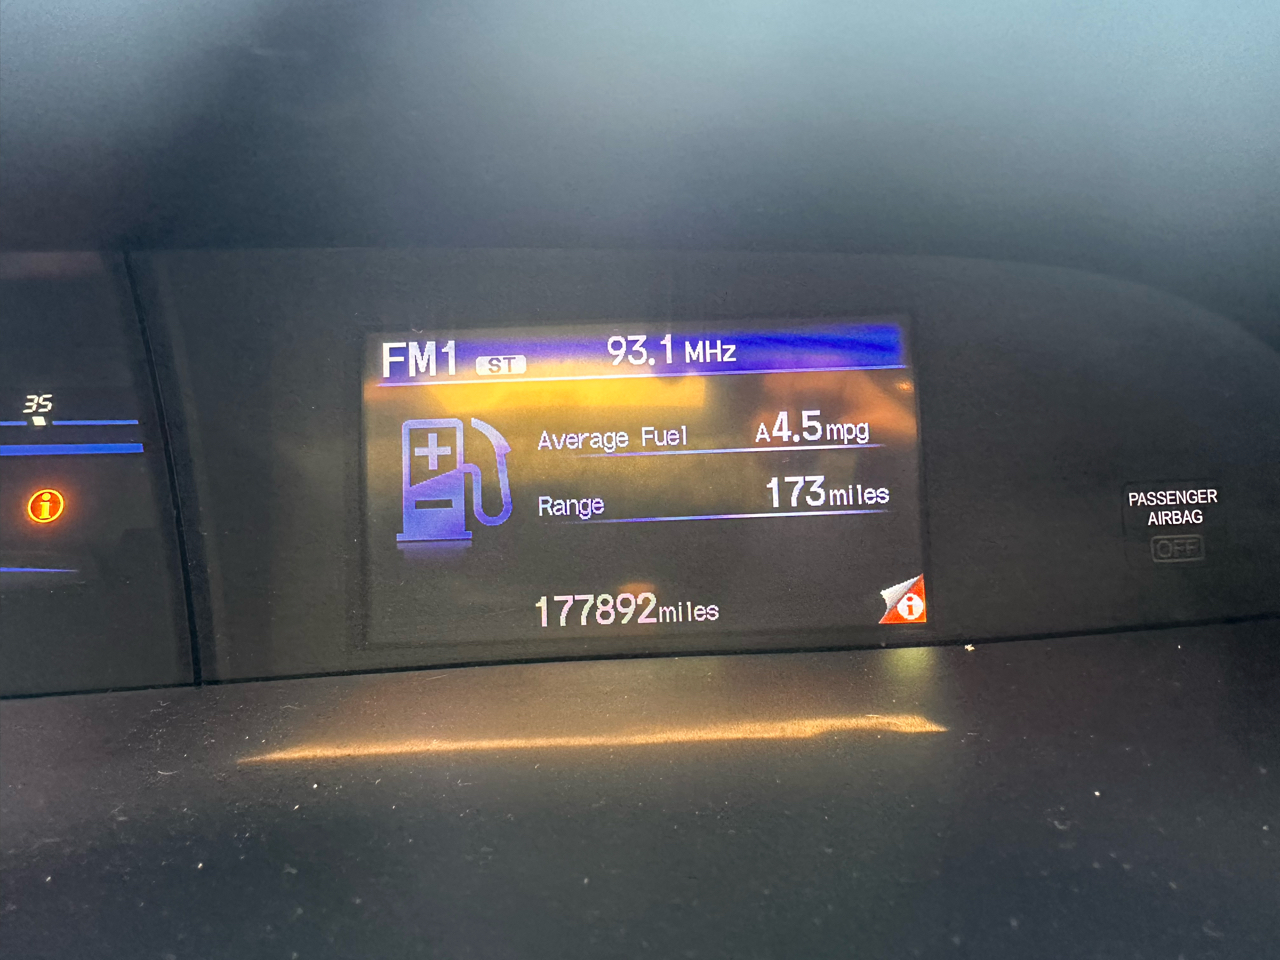 FM1 ST 93.1 MHz
Average Fuel A4.5mpg
Range 173miles
177892miles
i
35
i
PASSENGER
AIRBAG
OFF